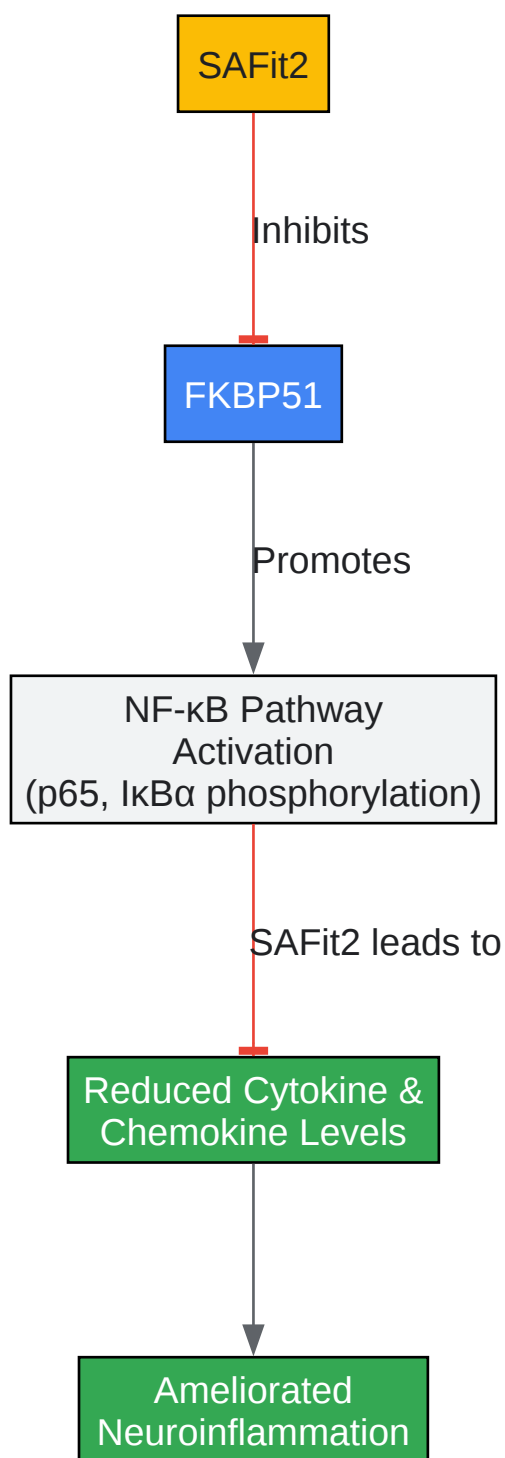 SAFit2
Inhibits
FKBP51
Promotes
NF-κB Pathway
Activation
(p65, IκBα phosphorylation)
SAFit2 leads to
Reduced Cytokine &
Chemokine Levels
Ameliorated
Neuroinflammation